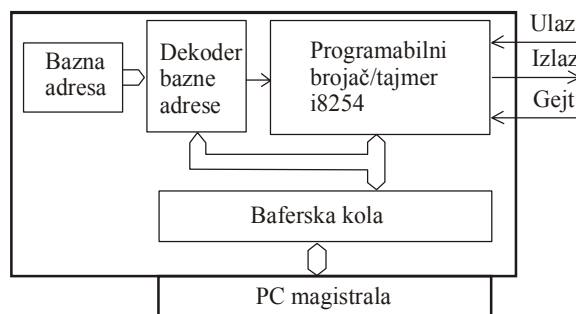 Bazna
adresa
Dekoder
bazne
adrese
Programabilni
brojač/tajmer
i8254
Ulaz
Izlaz
Gejt
Baferska kola
PC magistrala